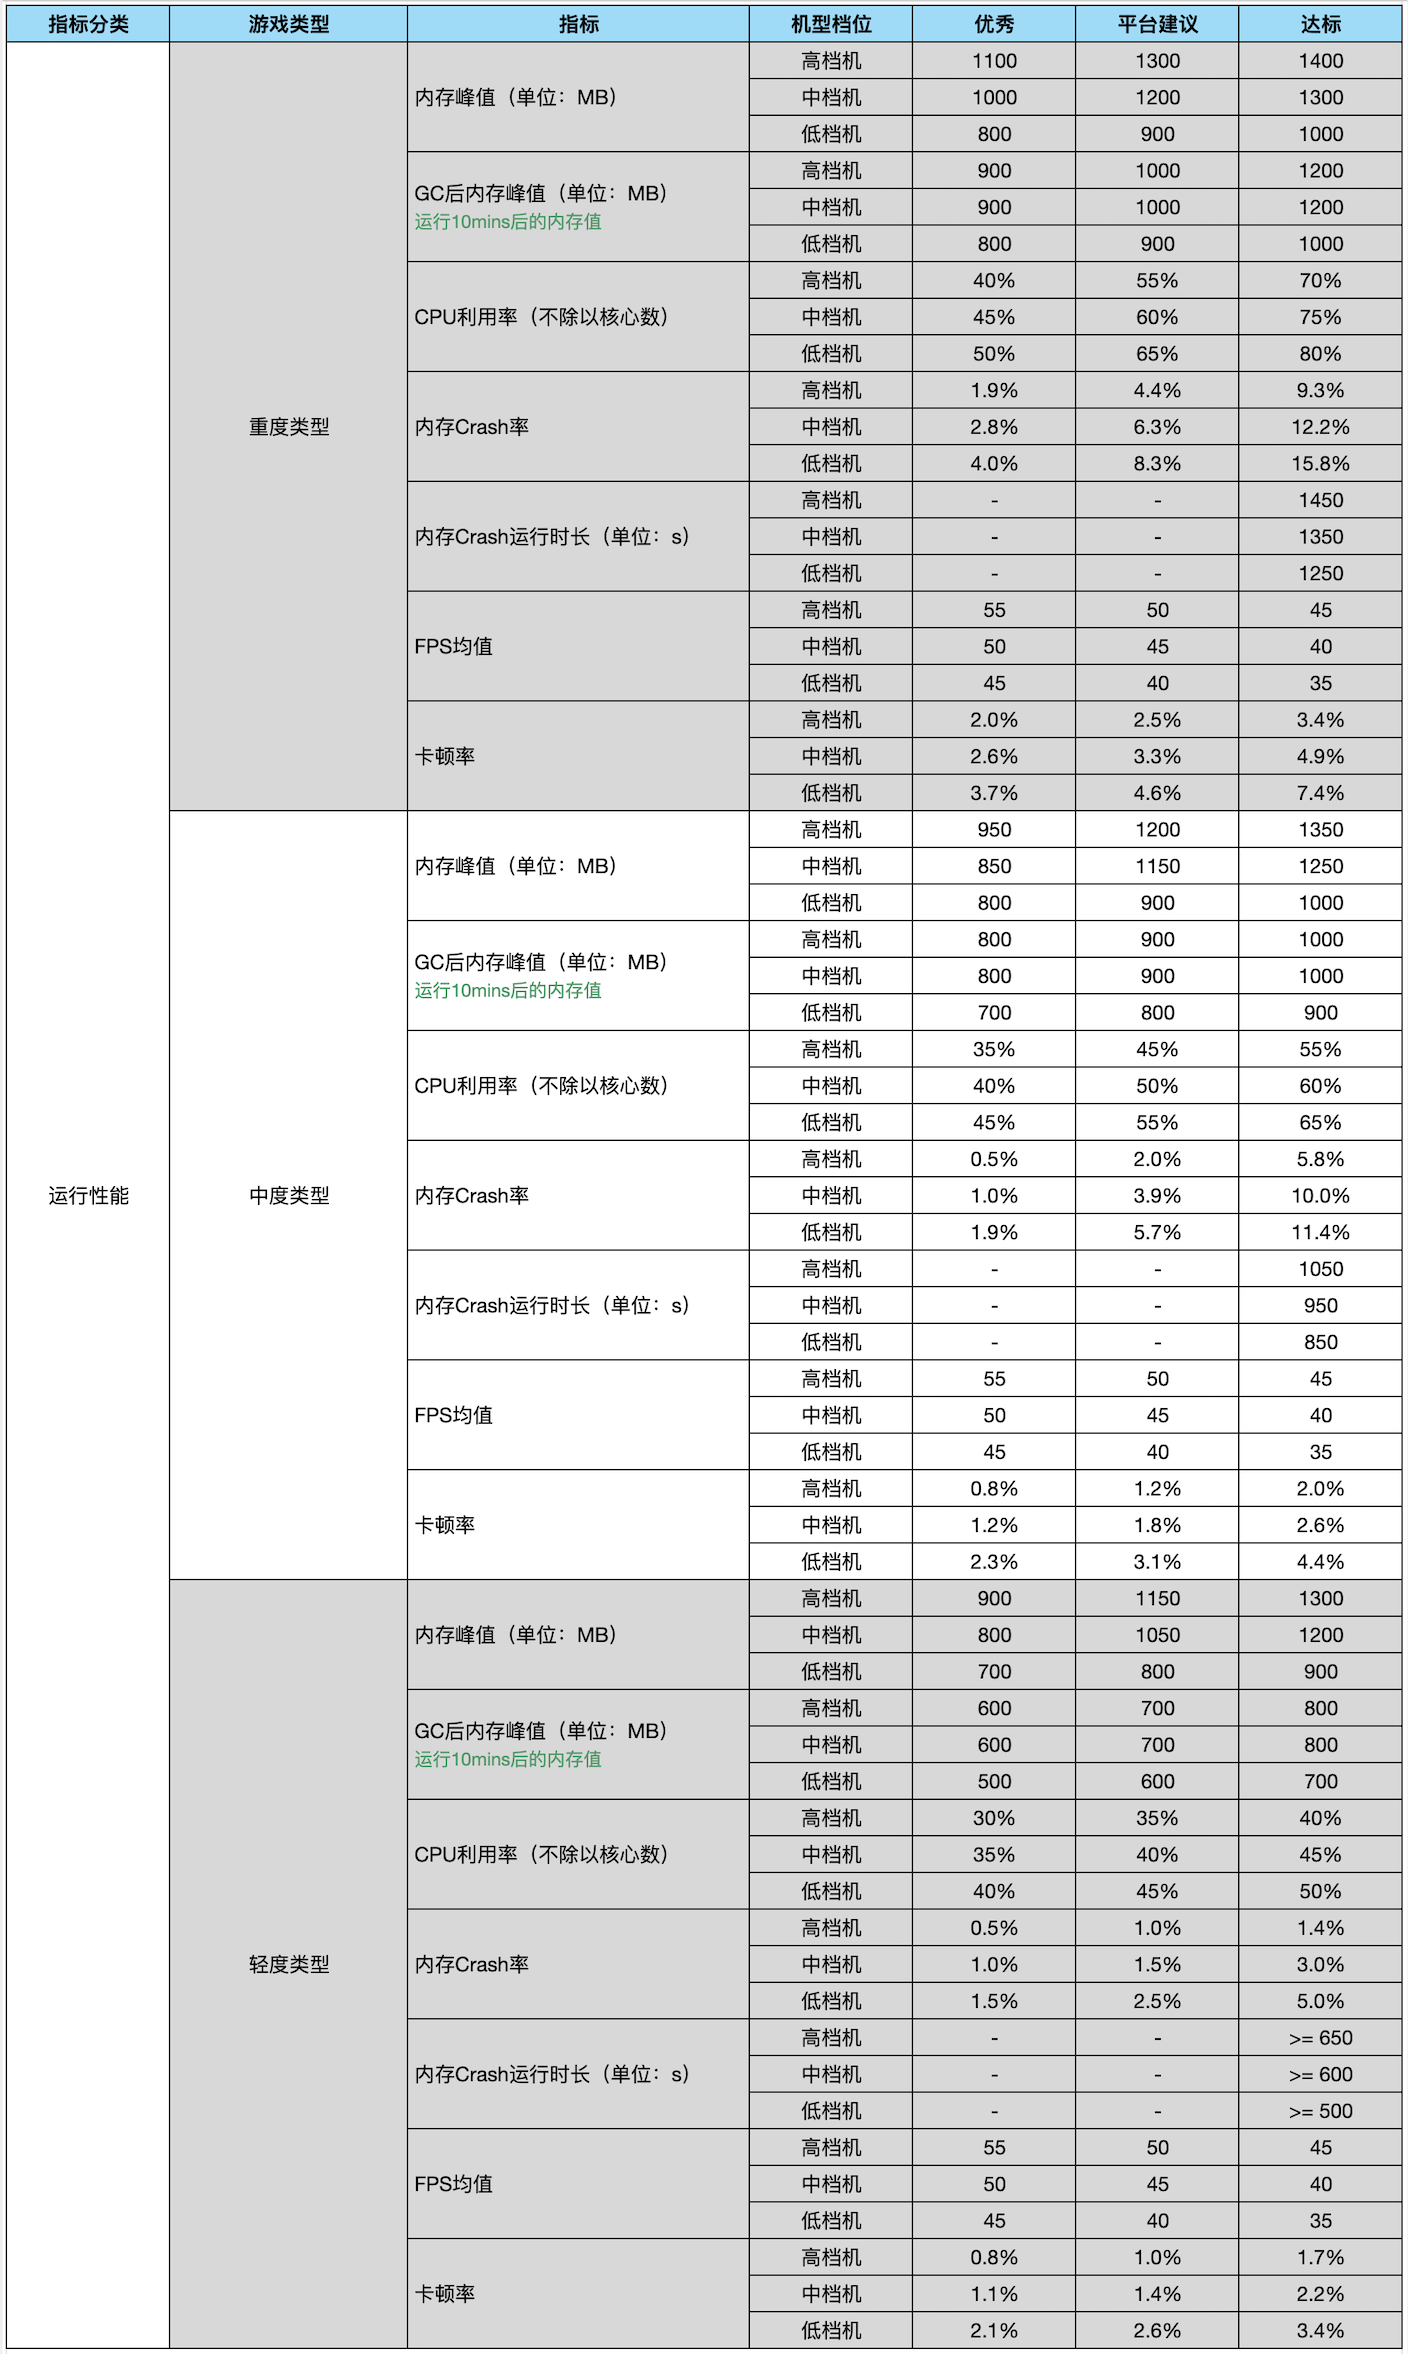 指标分类 游戏类型 指标 机型档位 优秀 平台建议 达标
运行性能
重度类型
内存峰值（单位：MB）
高档机 1100 1300 1400
中档机 1000 1200 1300
低档机 800 900 1000
GC后内存峰值（单位：MB）
运行10mins后的内存值
高档机 900 1000 1200
中档机 900 1000 1200
低档机 800 900 1000
CPU利用率（不除以核心数）
高档机 40% 55% 70%
中档机 45% 60% 75%
低档机 50% 65% 80%
内存Crash率
高档机 1.9% 4.4% 9.3%
中档机 2.8% 6.3% 12.2%
低档机 4.0% 8.3% 15.8%
内存Crash运行时长（单位：s）
高档机 - - 1450
中档机 - - 1350
低档机 - - 1250
FPS均值
高档机 55 50 45
中档机 50 45 40
低档机 45 40 35
卡顿率
高档机 2.0% 2.5% 3.4%
中档机 2.6% 3.3% 4.9%
低档机 3.7% 4.6% 7.4%
中度类型
内存峰值（单位：MB）
高档机 950 1200 1350
中档机 850 1150 1250
低档机 800 900 1000
GC后内存峰值（单位：MB）
运行10mins后的内存值
高档机 800 900 1000
中档机 800 900 1000
低档机 700 800 900
CPU利用率（不除以核心数）
高档机 35% 45% 55%
中档机 40% 50% 60%
低档机 45% 55% 65%
内存Crash率
高档机 0.5% 2.0% 5.8%
中档机 1.0% 3.9% 10.0%
低档机 1.9% 5.7% 11.4%
内存Crash运行时长（单位：s）
高档机 - - 1050
中档机 - - 950
低档机 - - 850
FPS均值
高档机 55 50 45
中档机 50 45 40
低档机 45 40 35
卡顿率
高档机 0.8% 1.2% 2.0%
中档机 1.2% 1.8% 2.6%
低档机 2.3% 3.1% 4.4%
轻度类型
内存峰值（单位：MB）
高档机 900 1150 1300
中档机 800 1050 1200
低档机 700 800 900
GC后内存峰值（单位：MB）
运行10mins后的内存值
高档机 600 700 800
中档机 600 700 800
低档机 500 600 700
CPU利用率（不除以核心数）
高档机 30% 35% 40%
中档机 35% 40% 45%
低档机 40% 45% 50%
内存Crash率
高档机 0.5% 1.0% 1.4%
中档机 1.0% 1.5% 3.0%
低档机 1.5% 2.5% 5.0%
内存Crash运行时长（单位：s）
高档机 - - >= 650
中档机 - - >= 600
低档机 - - >= 500
FPS均值
高档机 55 50 45
中档机 50 45 40
低档机 45 40 35
卡顿率
高档机 0.8% 1.0% 1.7%
中档机 1.1% 1.4% 2.2%
低档机 2.1% 2.6% 3.4%